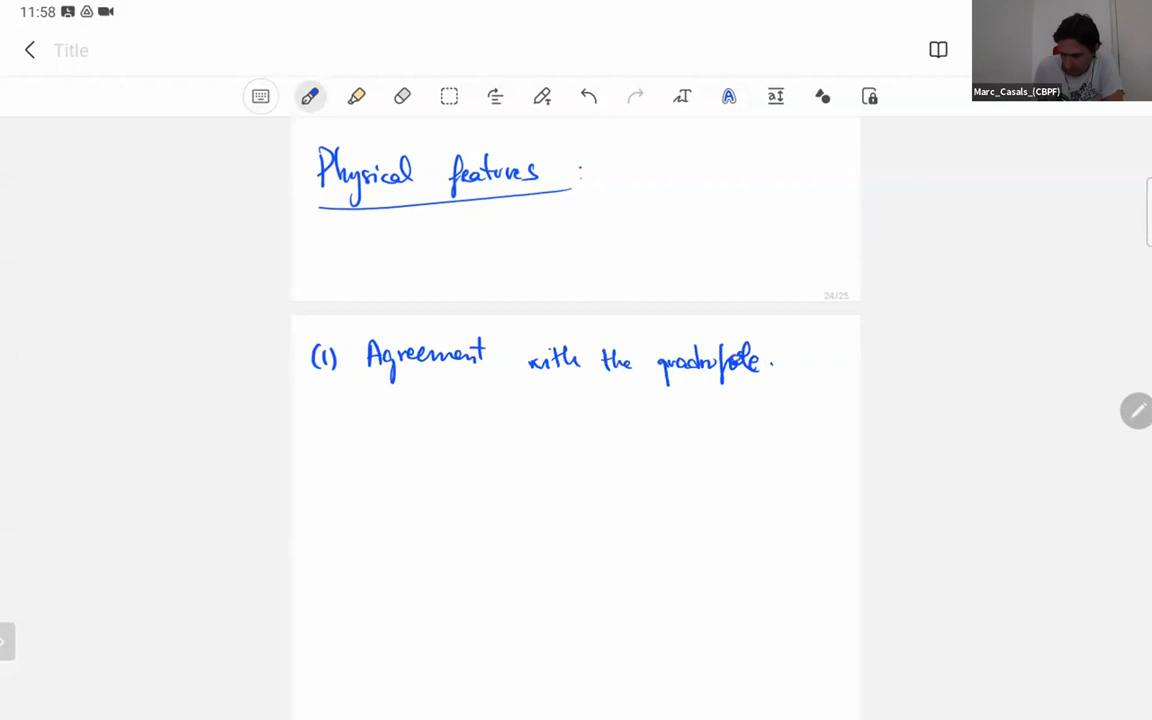 11:58
Title
Marc_Casals_(CBPF)
Physical features :
24/25
(1) Agreement with the quadrupole.